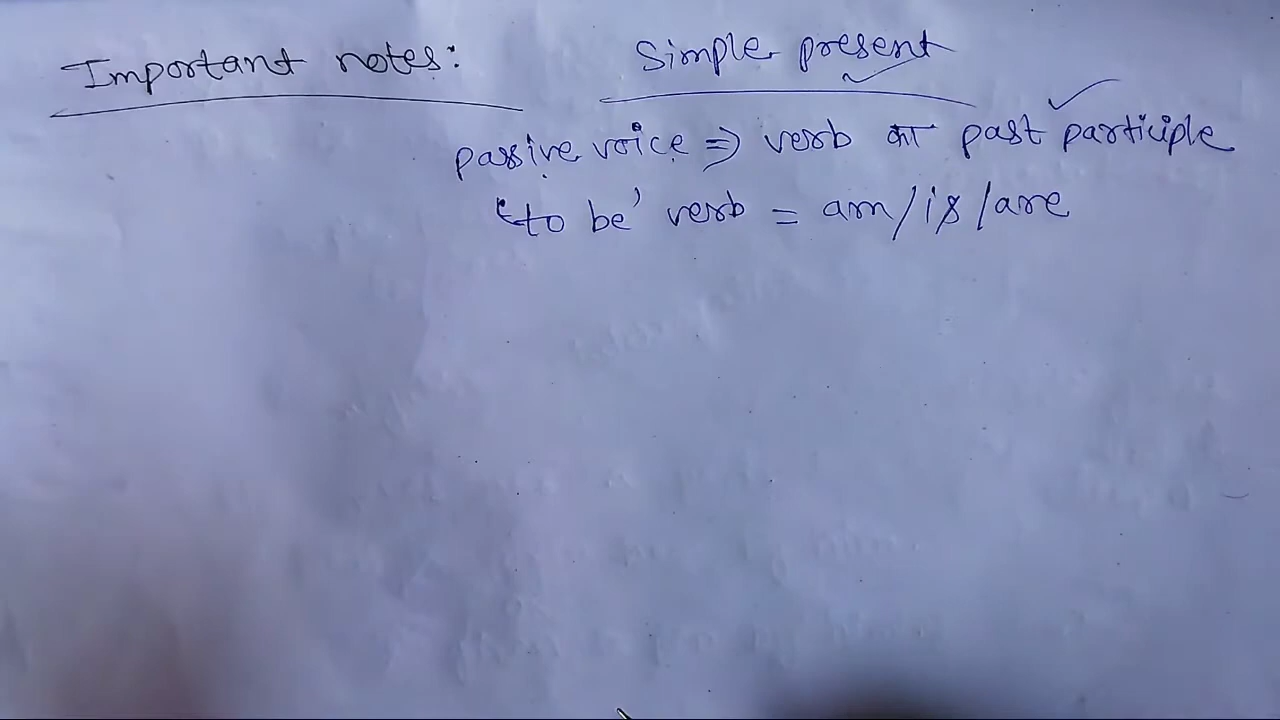 Important notes:
Simple present
passive voice ⇒ verb का past participle
'to be' verb = am/is/are